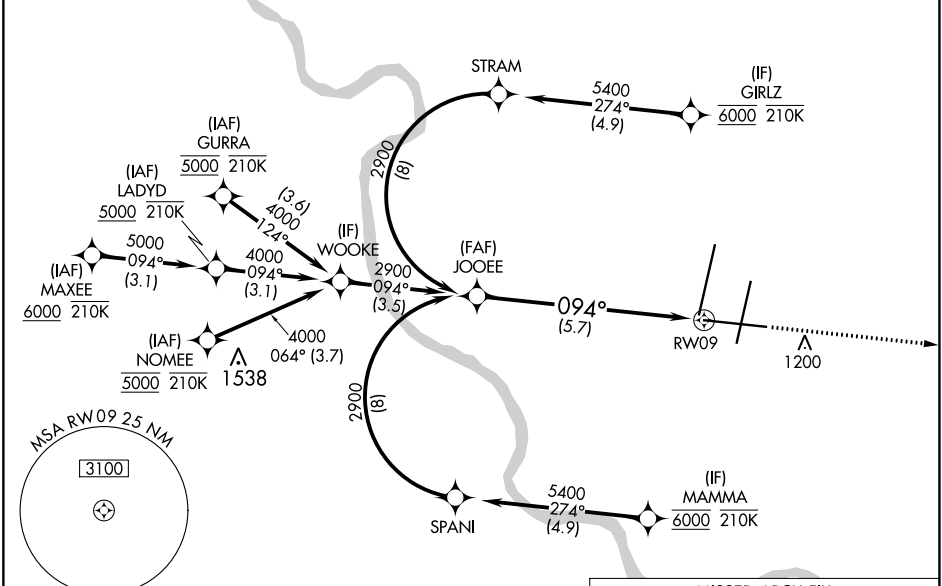 STRAM
5400
274°
(4.9)
(IF)
GIRLZ
6000 210K
(IAF)
GURRA
5000 210K
(IAF)
LADYD
5000 210K
2900
(8)
(3.6)
4000
124°
(IF)
WOOKE
(FAF)
JOOEE
5000
094°
(3.1)
4000
094°
(3.1)
2900
094°
(3.5)
094°
(5.7)
(IAF)
MAXEE
6000 210K
RW09
1200
4000
064° (3.7)
(IAF)
NOMEE
5000 210K
1538
2900
(8)
MSA RW09 25 NM
3100
SPANI
5400
274°
(4.9)
(IF)
MAMMA
6000 210K